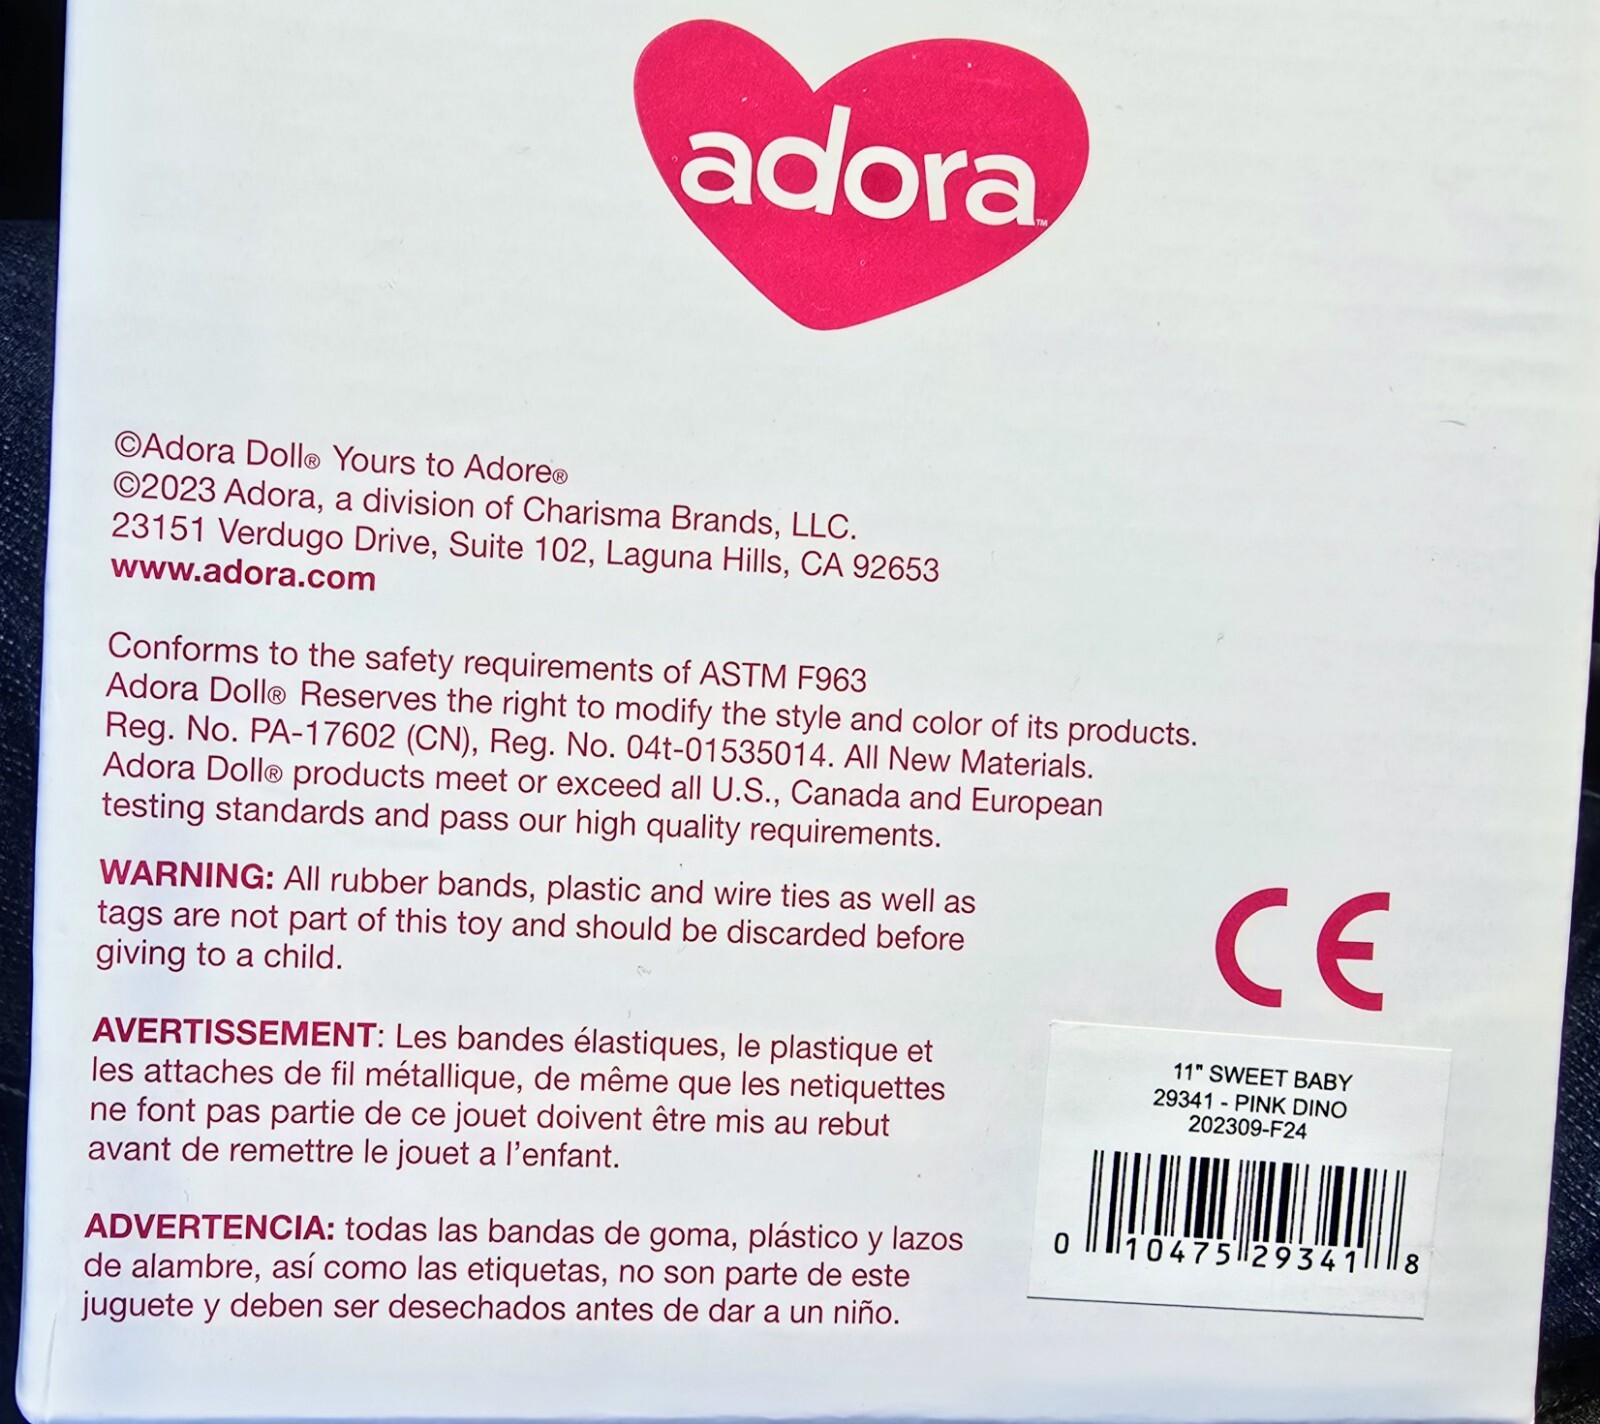 adora™
©Adora Doll® Yours to Adore®
©2023 Adora, a division of Charisma Brands, LLC.
23151 Verdugo Drive, Suite 102, Laguna Hills, CA 92653
www.adora.com
Conforms to the safety requirements of ASTM F963
Adora Doll® Reserves the right to modify the style and color of its products.
Reg. No. PA-17602 (CN), Reg. No. 04t-01535014. All New Materials.
Adora Doll® products meet or exceed all U.S., Canada and European
testing standards and pass our high quality requirements.
WARNING: All rubber bands, plastic and wire ties as well as
tags are not part of this toy and should be discarded before
giving to a child.
AVERTISSEMENT: Les bandes élastiques, le plastique et
les attaches de fil métallique, de même que les netiquettes
ne font pas partie de ce jouet doivent être mis au rebut
avant de remettre le jouet a l'enfant.
ADVERTENCIA: todas las bandas de goma, plástico y lazos
de alambre, así como las etiquetas, no son parte de este
juguete y deben ser desechados antes de dar a un niño.
CE
11" SWEET BABY
29341 - PINK DINO
202309-F24
0 10475 29341 8